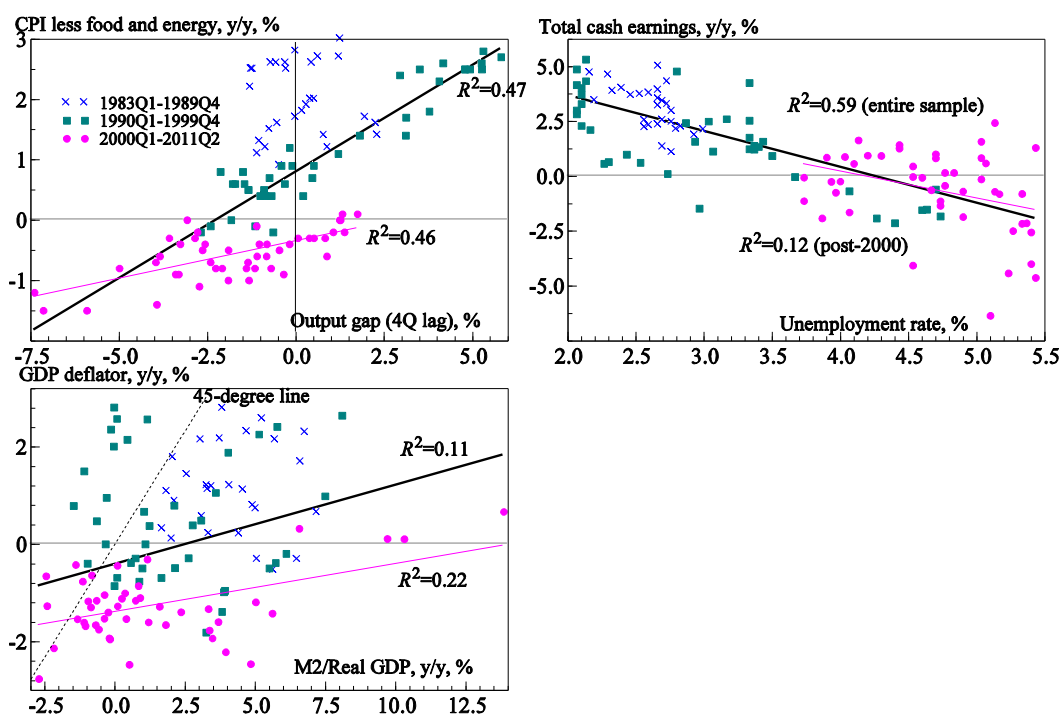 CPI less food and energy, y/y, %
3
2
1
0
-1
1983Q1-1989Q4
1990Q1-1999Q4
2000Q1-2011Q2
R²=0.47
R²=0.46
Output gap (4Q lag), %
-7.5 -5.0 -2.5 0.0 2.5 5.0
Total cash earnings, y/y, %
5.0
2.5
0.0
-2.5
-5.0
R²=0.59 (entire sample)
R²=0.12 (post-2000)
Unemployment rate, %
2.0 2.5 3.0 3.5 4.0 4.5 5.0 5.5
GDP deflator, y/y, %
45-degree line
2
0
-2
R²=0.11
R²=0.22
M2/Real GDP, y/y, %
0.0 2.5 5.0 7.5 10.0 12.5